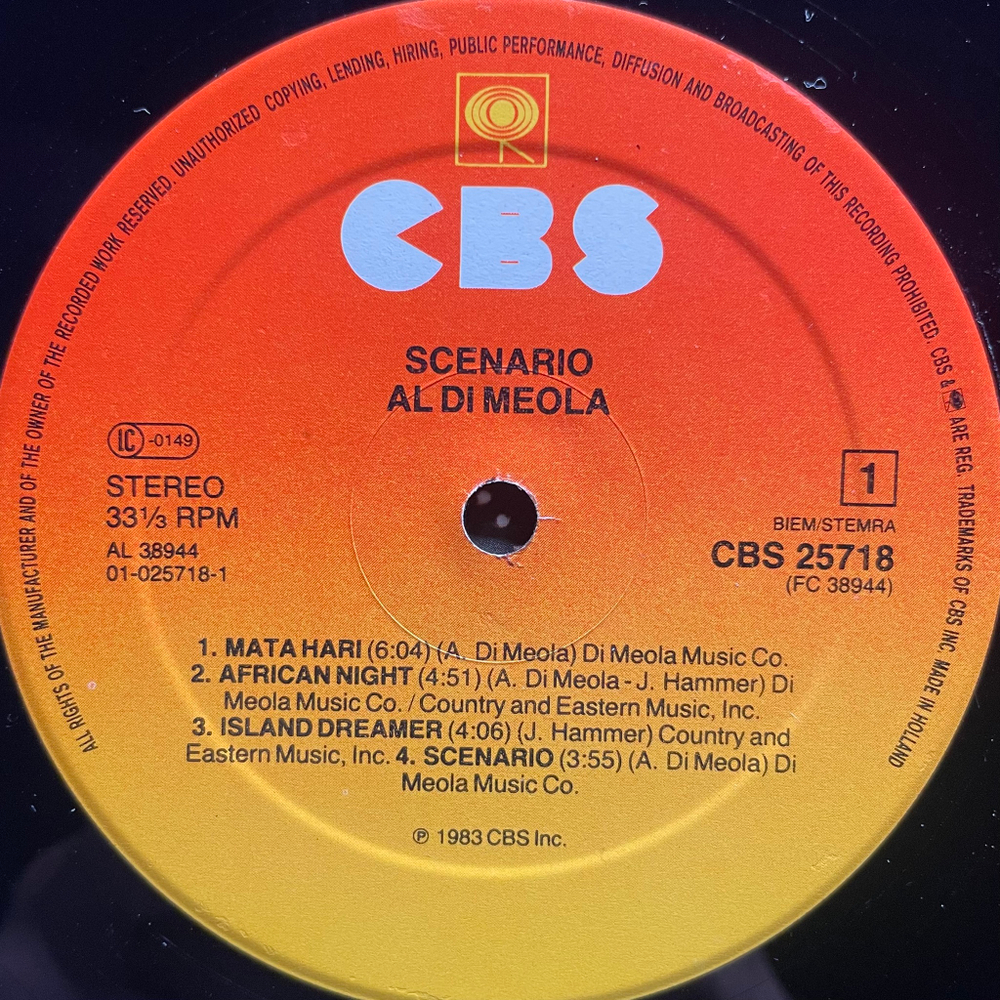 ALL RIGHTS OF THE MANUFACTURER AND OF THE OWNER OF THE RECORDED WORK RESERVED. UNAUTHORIZED COPYING, LENDING, HIRING, PUBLIC PERFORMANCE, DIFFUSION AND BROADCASTING OF THIS RECORDING PROHIBITED. CBS & ARE REG. TRADEMARKS OF CBS INC. MADE IN HOLLAND
CBS
SCENARIO
AL DI MEOLA
IC -0149
STEREO
33⅓ RPM
AL 38944
01-025718-1
1
BIEM/STEMRA
CBS 25718
(FC 38944)
1. MATA HARI (6:04) (A. Di Meola) Di Meola Music Co.
2. AFRICAN NIGHT (4:51) (A. Di Meola - J. Hammer) Di
Meola Music Co. / Country and Eastern Music, Inc.
3. ISLAND DREAMER (4:06) (J. Hammer) Country and
Eastern Music, Inc. 4. SCENARIO (3:55) (A. Di Meola) Di
Meola Music Co.
℗ 1983 CBS Inc.